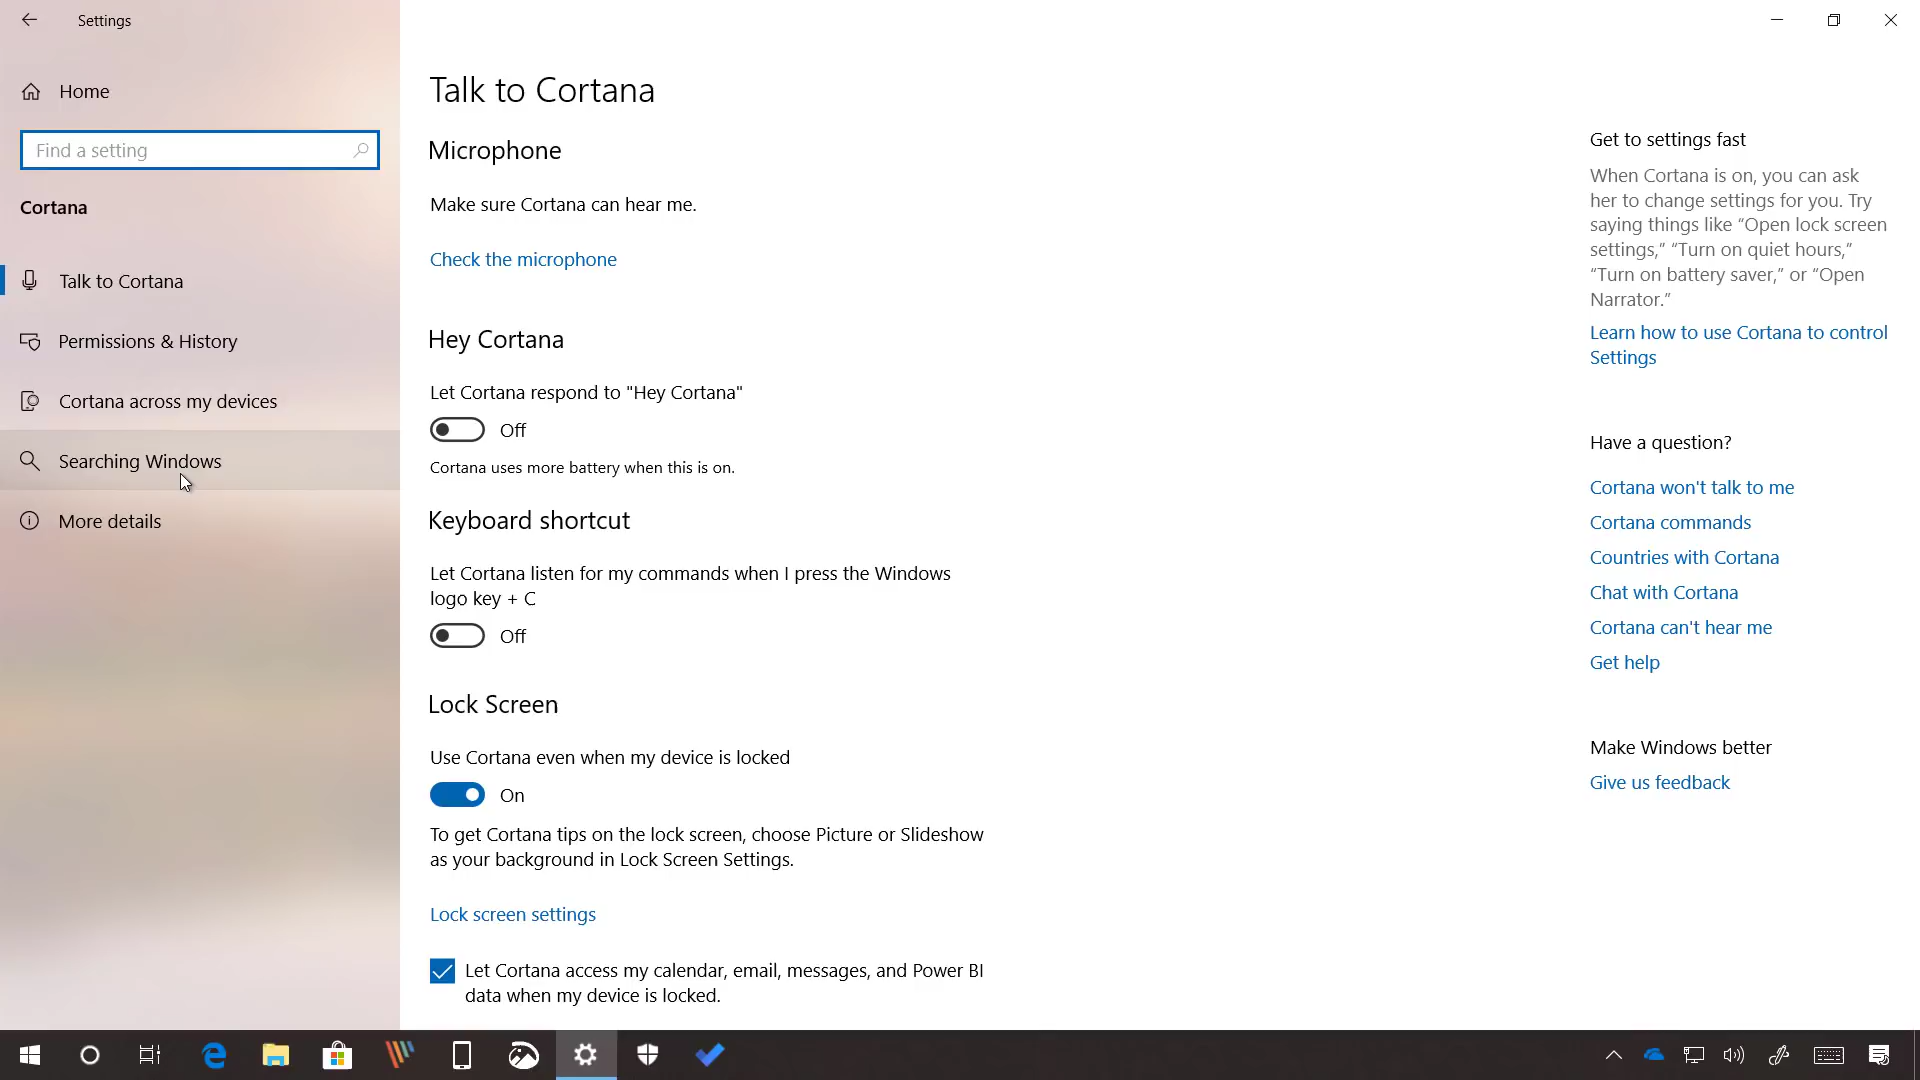 Settings
Home
Find a setting
Cortana
Talk to Cortana
Permissions & History
Cortana across my devices
Searching Windows
More details
Talk to Cortana
Microphone
Make sure Cortana can hear me.
Check the microphone
Hey Cortana
Let Cortana respond to "Hey Cortana"
Off
Cortana uses more battery when this is on.
Keyboard shortcut
Let Cortana listen for my commands when I press the Windows
logo key + C
Off
Lock Screen
Use Cortana even when my device is locked
On
To get Cortana tips on the lock screen, choose Picture or Slideshow
as your background in Lock Screen Settings.
Lock screen settings
Let Cortana access my calendar, email, messages, and Power BI
data when my device is locked.
Get to settings fast
When Cortana is on, you can ask
her to change settings for you. Try
saying things like “Open lock screen
settings,” “Turn on quiet hours,”
“Turn on battery saver,” or “Open
Narrator.”
Learn how to use Cortana to control
Settings
Have a question?
Cortana won't talk to me
Cortana commands
Countries with Cortana
Chat with Cortana
Cortana can't hear me
Get help
Make Windows better
Give us feedback